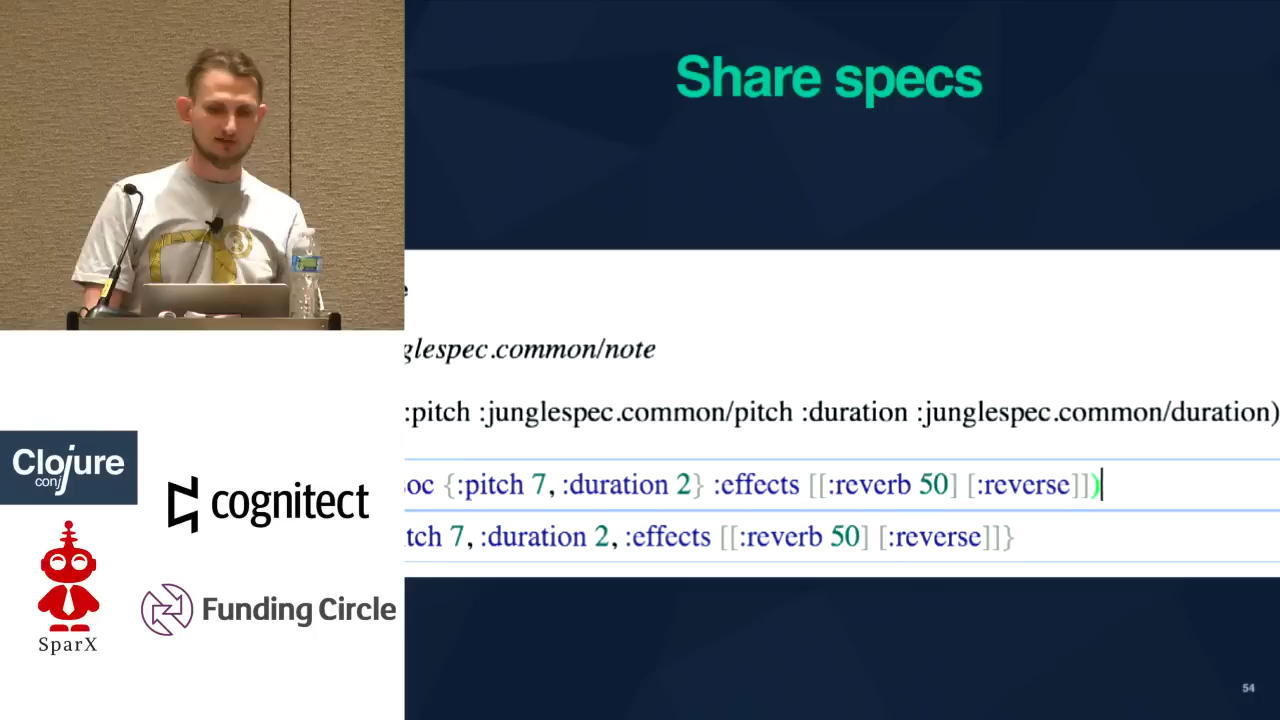 Share specs
glespec.common/note
:pitch :junglespec.common/pitch :duration :junglespec.common/duration)
oc {:pitch 7, :duration 2} :effects [[:reverb 50] [:reverse]])
tch 7, :duration 2, :effects [[:reverb 50] [:reverse]]}
54
Clojure
conj
cognitect
SparX
Funding Circle